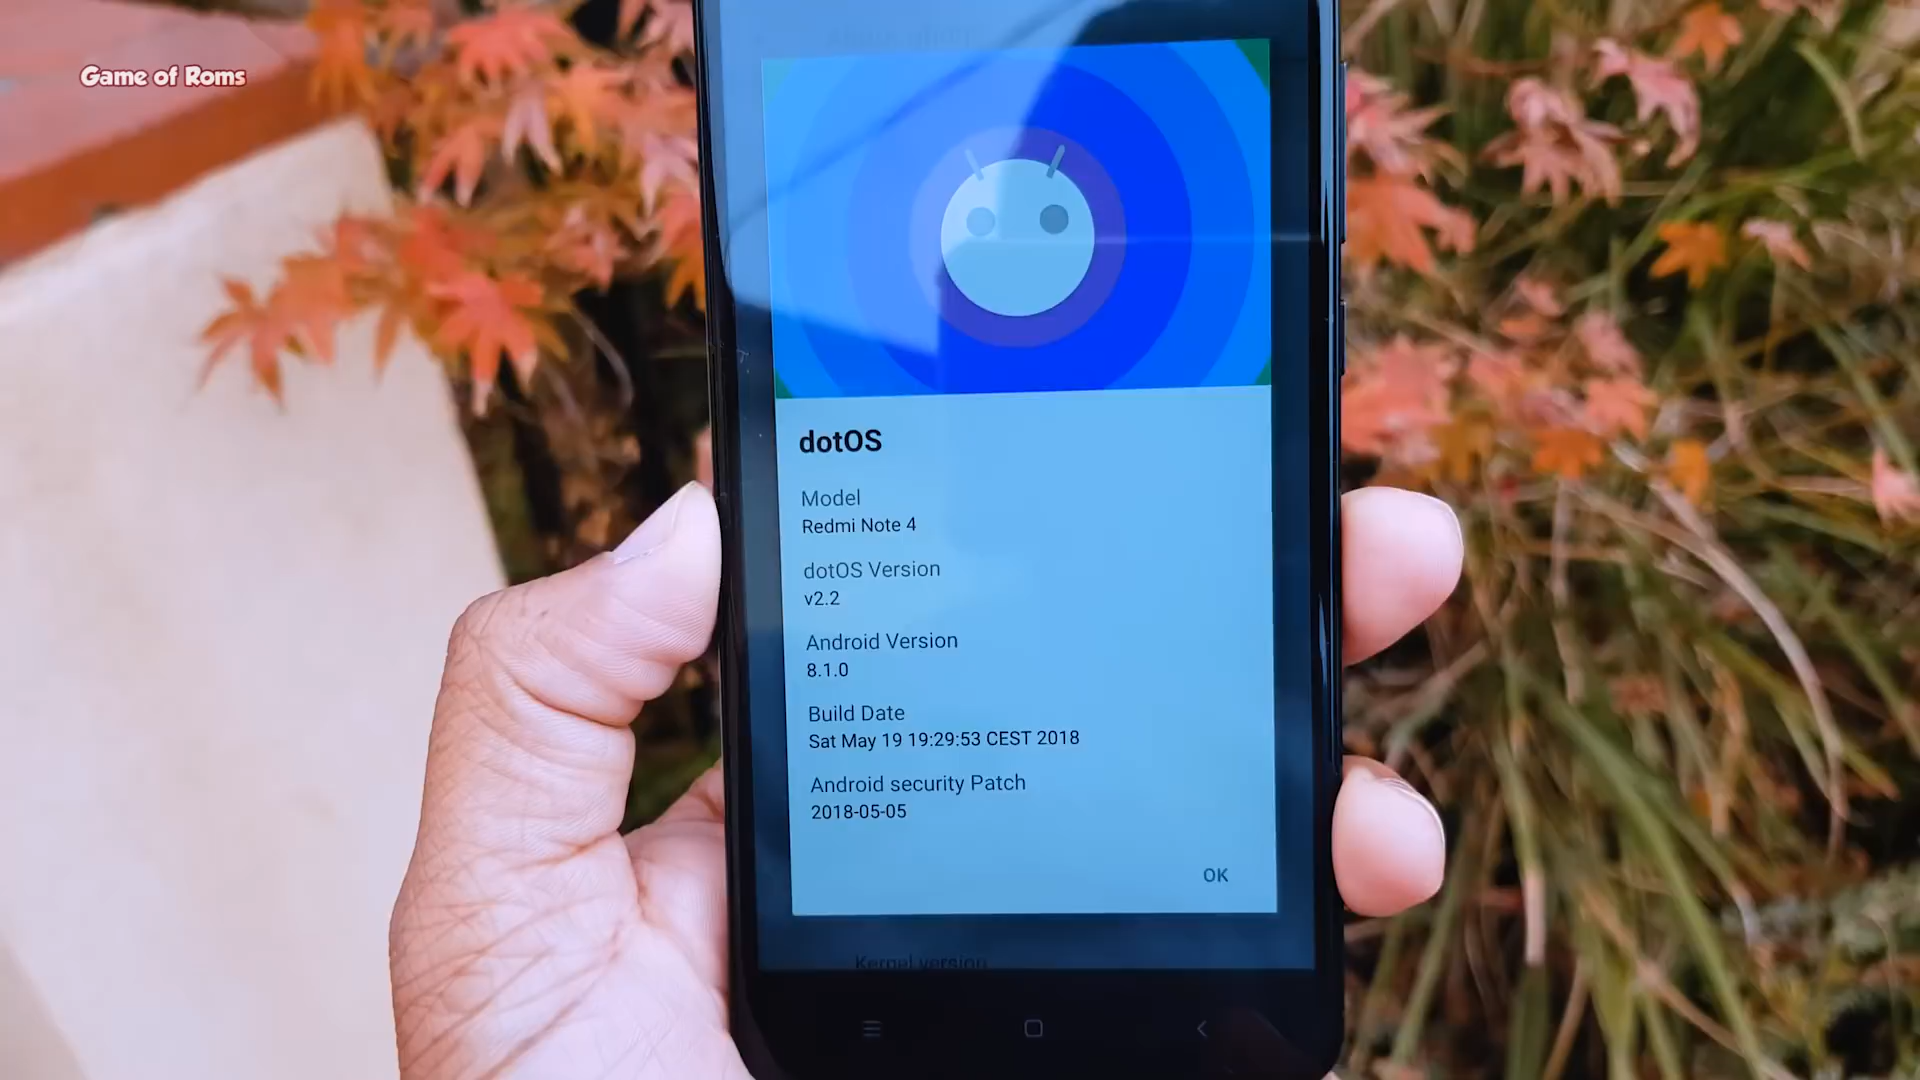 Game of Roms
dotOS
Model
Redmi Note 4
dotOS Version
v2.2
Android Version
8.1.0
Build Date
Sat May 19 19:29:53 CEST 2018
Android security Patch
2018-05-05
OK
Kernel version